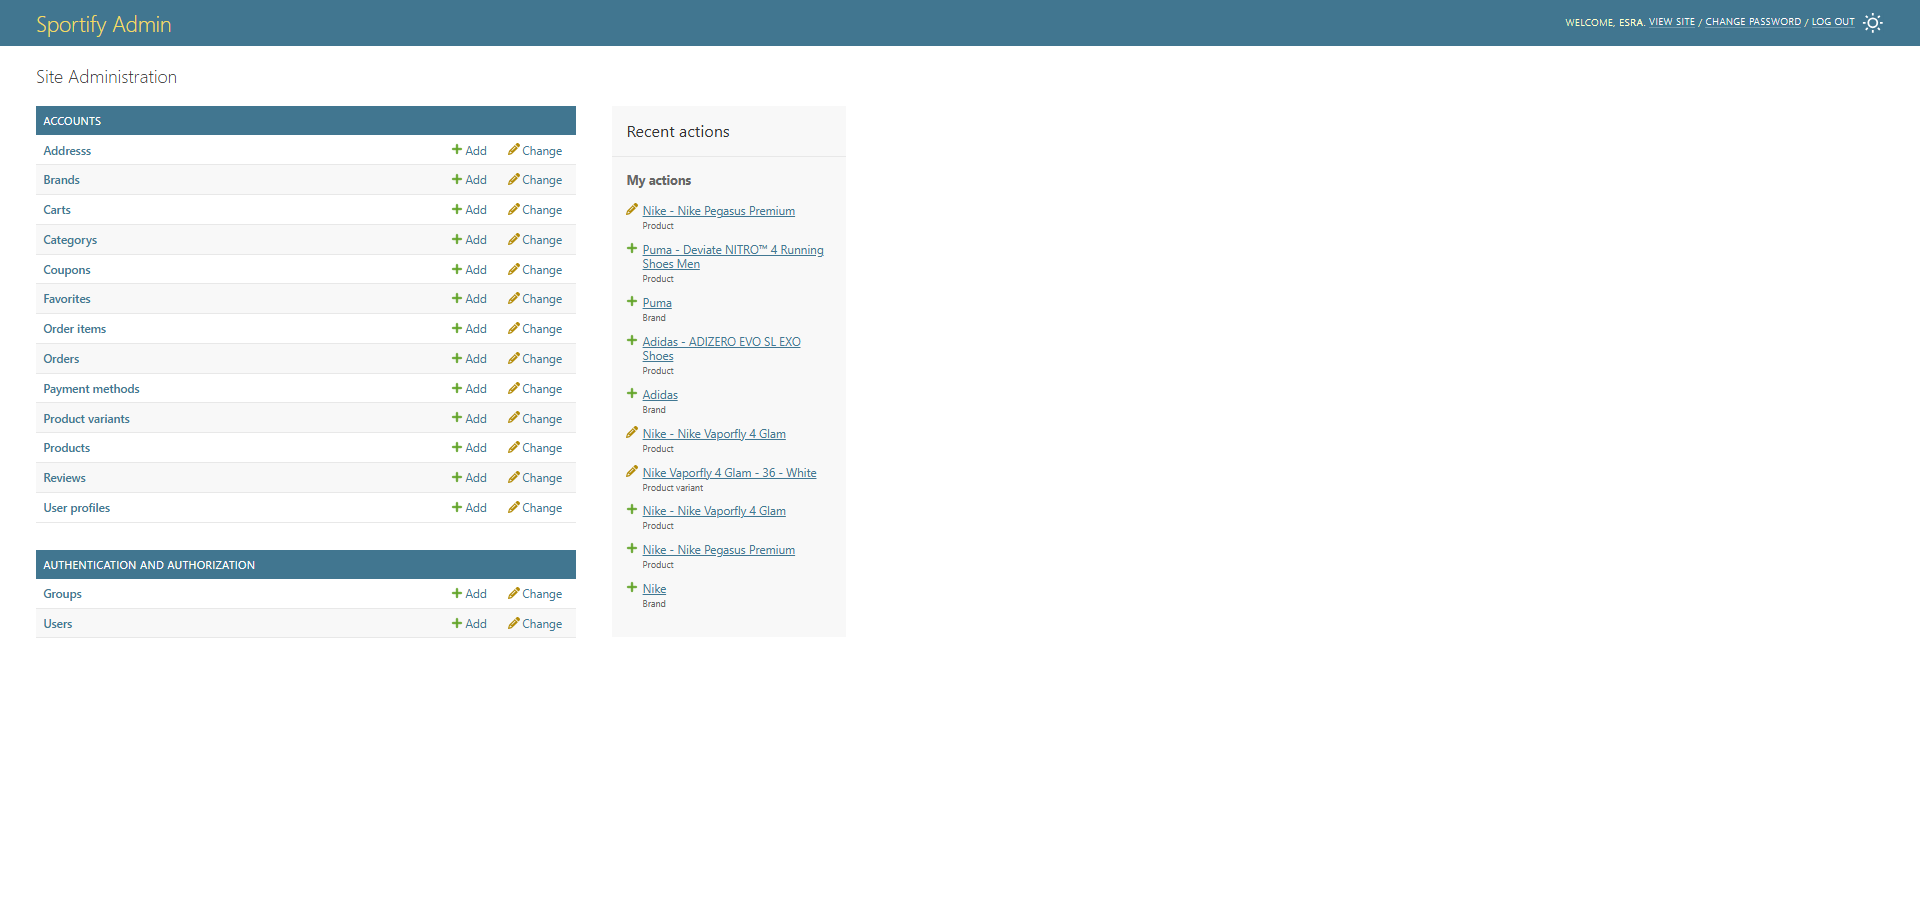 Sportify Admin
WELCOME, ESRA. VIEW SITE / CHANGE PASSWORD / LOG OUT
Site Administration
ACCOUNTS
Addresss Add Change
Brands Add Change
Carts Add Change
Categorys Add Change
Coupons Add Change
Favorites Add Change
Order items Add Change
Orders Add Change
Payment methods Add Change
Product variants Add Change
Products Add Change
Reviews Add Change
User profiles Add Change
AUTHENTICATION AND AUTHORIZATION
Groups Add Change
Users Add Change
Recent actions
My actions
Nike - Nike Pegasus Premium
Product
Puma - Deviate NITRO™ 4 Running
Shoes Men
Product
Puma
Brand
Adidas - ADIZERO EVO SL EXO
Shoes
Product
Adidas
Brand
Nike - Nike Vaporfly 4 Glam
Product
Nike Vaporfly 4 Glam - 36 - White
Product variant
Nike - Nike Vaporfly 4 Glam
Product
Nike - Nike Pegasus Premium
Product
Nike
Brand